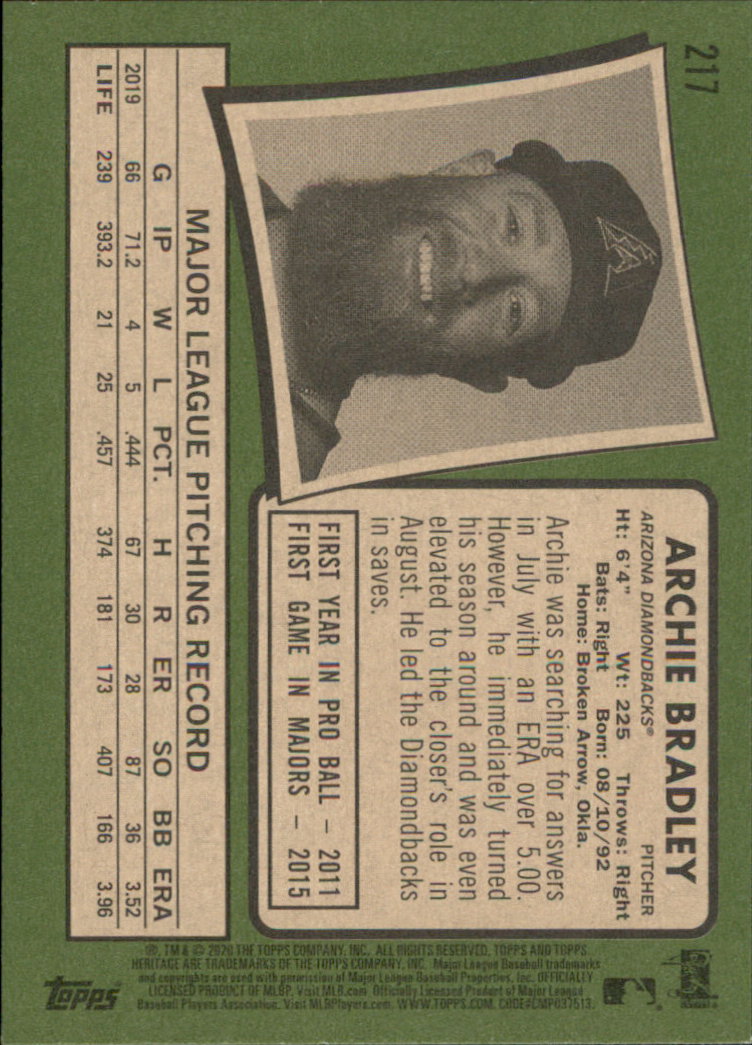 217
ARCHIE BRADLEY
ARIZONA DIAMONDBACKS® PITCHER
Ht: 6'4" Wt: 225 Throws: Right
Bats: Right Born: 08/10/92
Home: Broken Arrow, Okla.
Archie was searching for answers
in July with an ERA over 5.00.
However, he immediately turned
his season around and was even
elevated to the closer's role in
August. He led the Diamondbacks
in saves.
FIRST YEAR IN PRO BALL – 2011
FIRST GAME IN MAJORS – 2015
MAJOR LEAGUE PITCHING RECORD
G IP W L PCT. H R ER SO BB ERA
2019 66 71.2 4 5 .444 67 30 28 87 36 3.52
LIFE 239 393.2 21 25 .457 374 181 173 407 166 3.96
®, TM & © 2020 THE TOPPS COMPANY, INC. ALL RIGHTS RESERVED. TOPPS AND TOPPS
HERITAGE ARE TRADEMARKS OF THE TOPPS COMPANY, INC. Major League Baseball trademarks
and copyrights are used with permission of Major League Baseball Properties, Inc. OFFICIALLY
LICENSED PRODUCT OF MLBP. Visit MLB.com Officially Licensed Product of Major League
Baseball Players Association. Visit MLBPlayers.com. WWW.TOPPS.COM. CODE#CMP037513.
topps